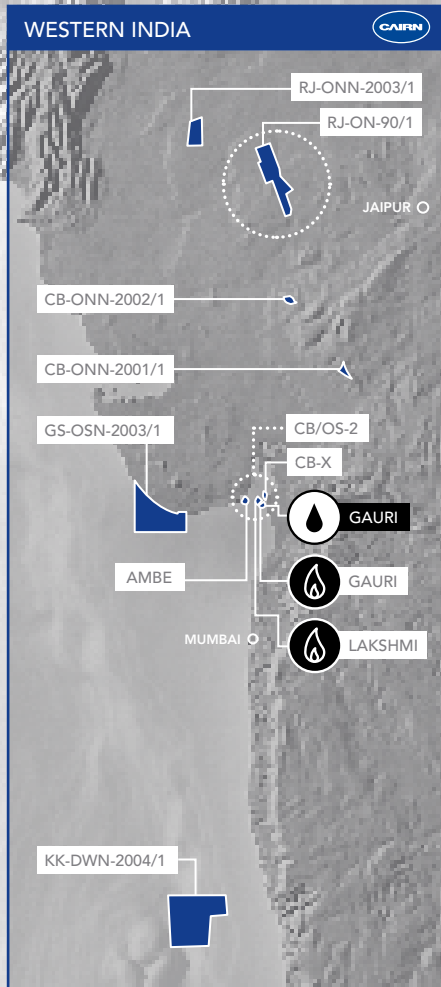 WESTERN INDIA
CAIRN
RJ-ONN-2003/1
RJ-ON-90/1
JAIPUR
CB-ONN-2002/1
CB-ONN-2001/1
GS-OSN-2003/1
CB/OS-2
CB-X
GAURI
AMBE
GAURI
MUMBAI
LAKSHMI
KK-DWN-2004/1